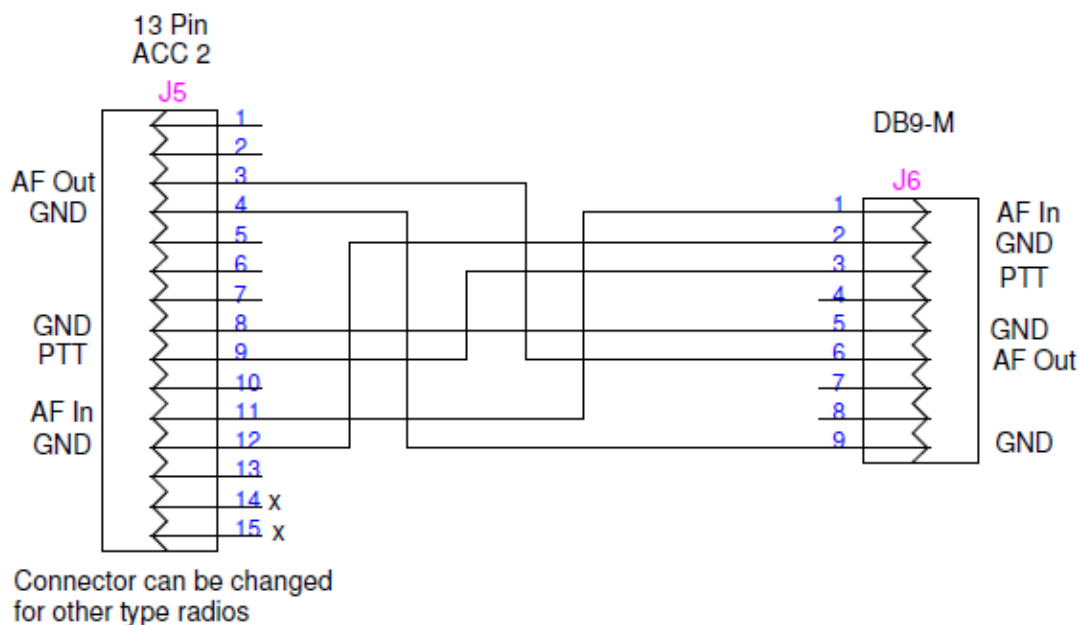 13 Pin
ACC 2
J5
1
2
AF Out 3
GND 4
5
6
7
GND 8
PTT 9
10
AF In 11
GND 12
13
14 x
15 x
Connector can be changed
for other type radios
DB9-M
J6
1 AF In
2 GND
3 PTT
4
5 GND
6 AF Out
7
8
9 GND